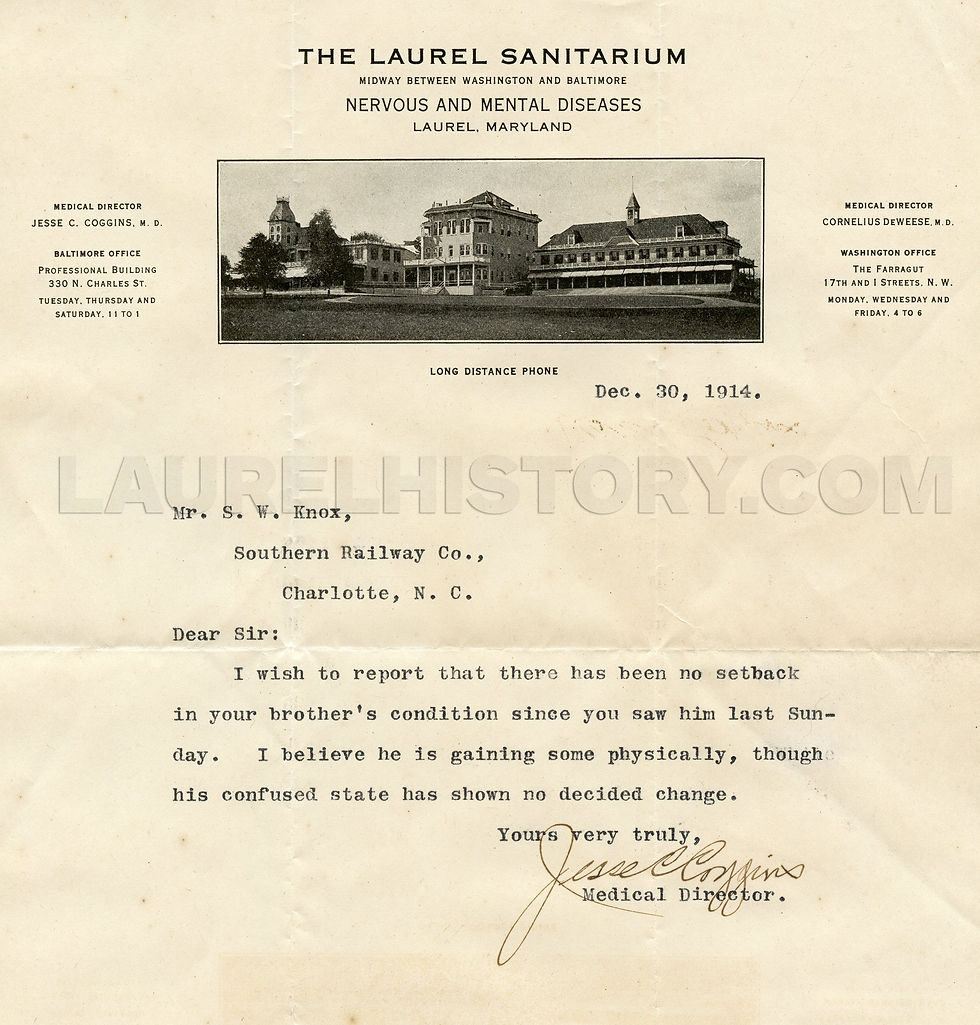 THE LAUREL SANITARIUM
MIDWAY BETWEEN WASHINGTON AND BALTIMORE
NERVOUS AND MENTAL DISEASES
LAUREL, MARYLAND
MEDICAL DIRECTOR
JESSE C. COGGINS, M. D.
BALTIMORE OFFICE
PROFESSIONAL BUILDING
330 N. CHARLES ST.
TUESDAY, THURSDAY AND
SATURDAY, 11 TO 1
MEDICAL DIRECTOR
CORNELIUS DEWEESE, M.D.
WASHINGTON OFFICE
THE FARRAGUT
17TH AND I STREETS, N. W.
MONDAY, WEDNESDAY AND
FRIDAY, 4 TO 6
LONG DISTANCE PHONE
Dec. 30, 1914.
LAURELHISTORY.COM
Mr. S. W. Knox,
Southern Railway Co.,
Charlotte, N. C.
Dear Sir:
I wish to report that there has been no setback
in your brother's condition since you saw him last Sun-
day. I believe he is gaining some physically, though
his confused state has shown no decided change.
Yours very truly,
Jesse C Coggins
Medical Director.